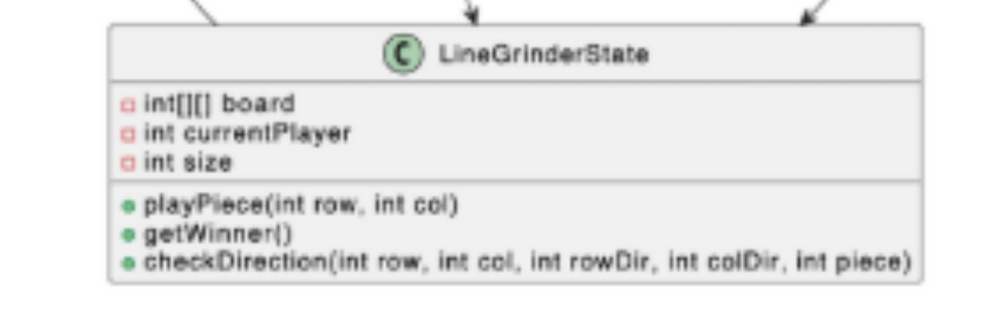 C LineGrinderState
int[][] board
int currentPlayer
int size
playPiece(int row, int col)
getWinner()
checkDirection(int row, int col, int rowDir, int colDir, int piece)